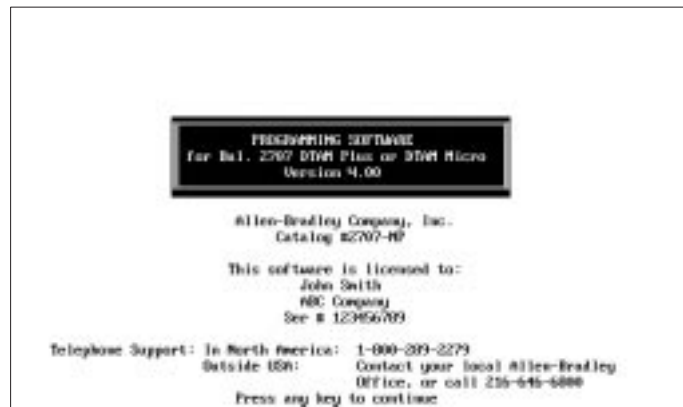 PROGRAMMING SOFTWARE
for Bul. 2707 DTAM Plus or DTAM Micro
Version 4.00
Allen-Bradley Company, Inc.
Catalog #2707-NP
This software is licensed to:
John Smith
ABC Company
Ser # 123456789
Telephone Support: In North America: 1-800-289-2279
Outside USA: Contact your local Allen-Bradley
Office, or call 216-646-6800
Press any key to continue